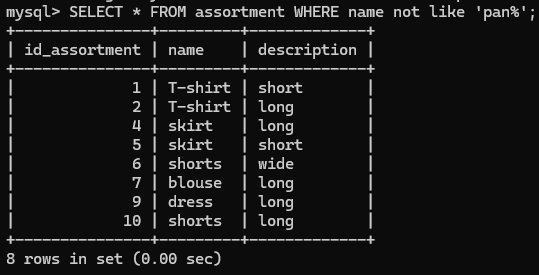 mysql> SELECT * FROM assortment WHERE name not like 'pan%';
+---------------+---------+-------------+
| id_assortment | name    | description |
+---------------+---------+-------------+
|             1 | T-shirt | short       |
|             2 | T-shirt | long        |
|             4 | skirt   | long        |
|             5 | skirt   | short       |
|             6 | shorts  | wide        |
|             7 | blouse  | long        |
|             9 | dress   | long        |
|            10 | shorts  | long        |
+---------------+---------+-------------+
8 rows in set (0.00 sec)